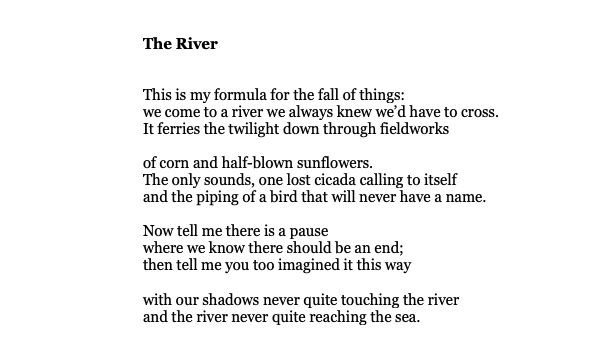 The River
This is my formula for the fall of things:
we come to a river we always knew we’d have to cross.
It ferries the twilight down through fieldworks
of corn and half-blown sunflowers.
The only sounds, one lost cicada calling to itself
and the piping of a bird that will never have a name.
Now tell me there is a pause
where we know there should be an end;
then tell me you too imagined it this way
with our shadows never quite touching the river
and the river never quite reaching the sea.